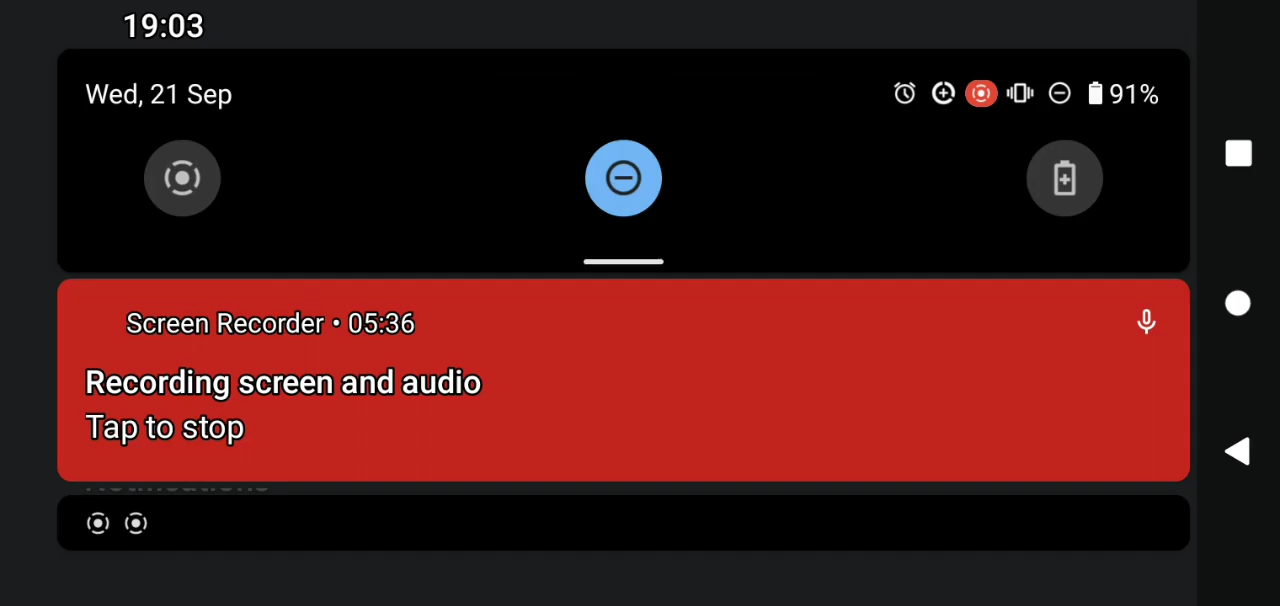 19:03
Wed, 21 Sep
91%
Screen Recorder • 05:36
Recording screen and audio
Tap to stop